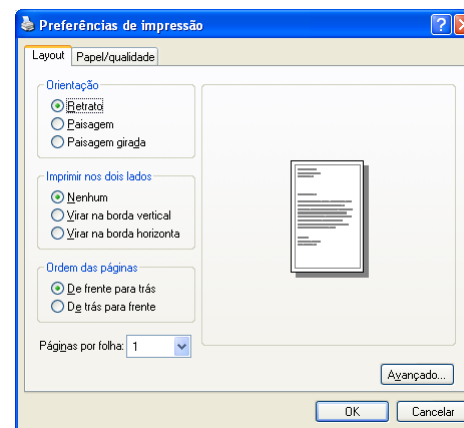 Preferências de impressão
Layout Papel/qualidade
Orientação
Retrato
Paisagem
Paisagem girada
Imprimir nos dois lados
Nenhum
Virar na borda vertical
Virar na borda horizonta
Ordem das páginas
De frente para trás
De trás para frente
Páginas por folha: 1
Avançado...
OK Cancelar